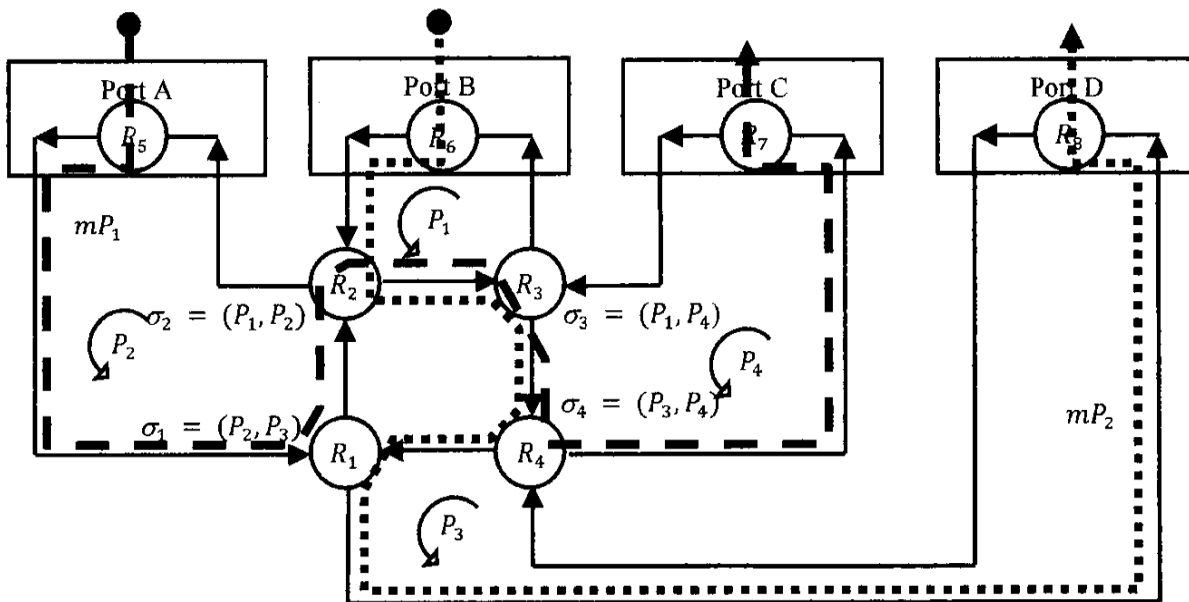 Port A
Port B
Port C
Port D
R5
R6
R7
R8
mP1
P1
R2
R3
σ2 = (P1, P2)
σ3 = (P1, P4)
P2
P4
σ1 = (P2, P3)
σ4 = (P3, P4)
mP2
R1
R4
P3